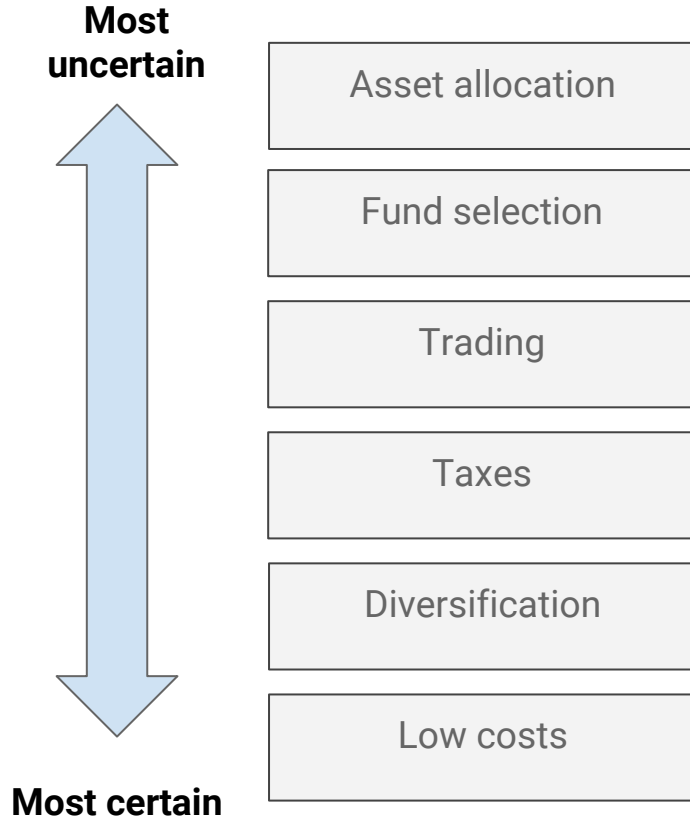 Most
uncertain
Asset allocation
Fund selection
Trading
Taxes
Diversification
Low costs
Most certain